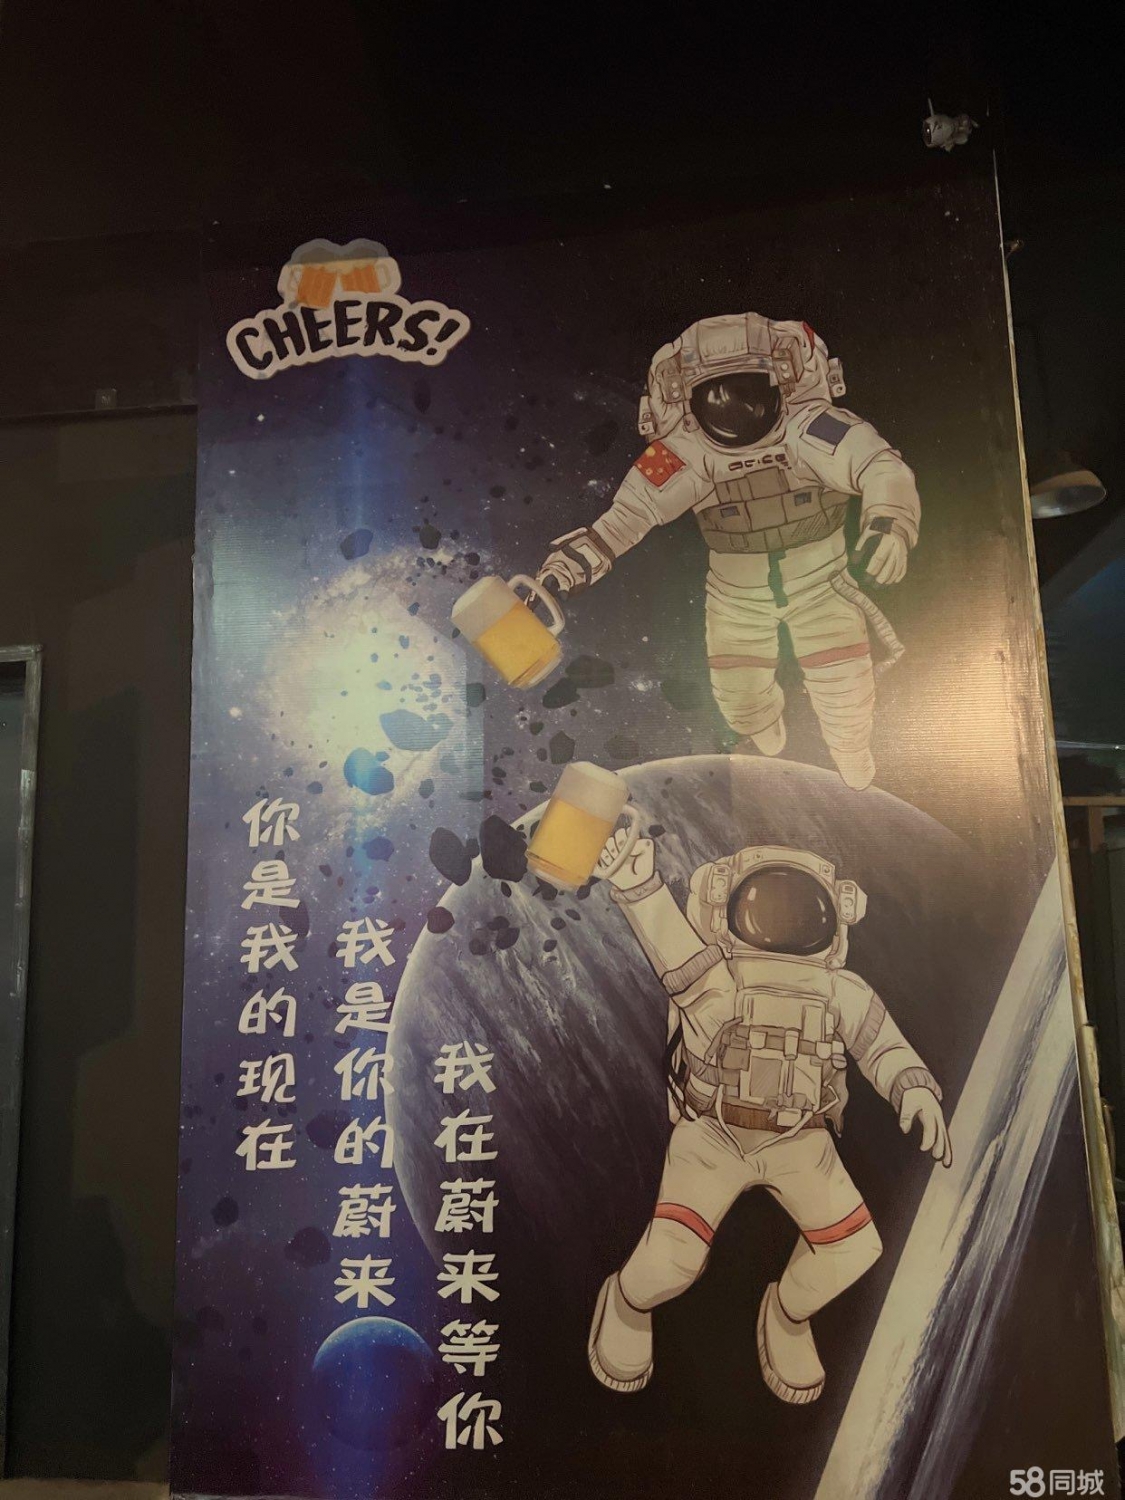 CHEERS!
你是我的现在
我是你的蔚来
我在蔚来等你
58同城